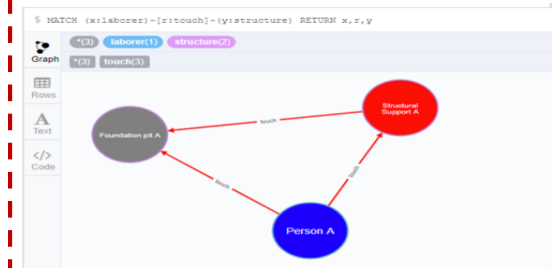 $ MATCH (x:laborer)-[r:touch]-(y:structure) RETURN x,r,y
*(3) laborer(1) structure(2)
*(3) touch(3)
Graph
Rows
Text
Code
Structural
Support A
touch
Foundation pit A
touch
touch
Person A